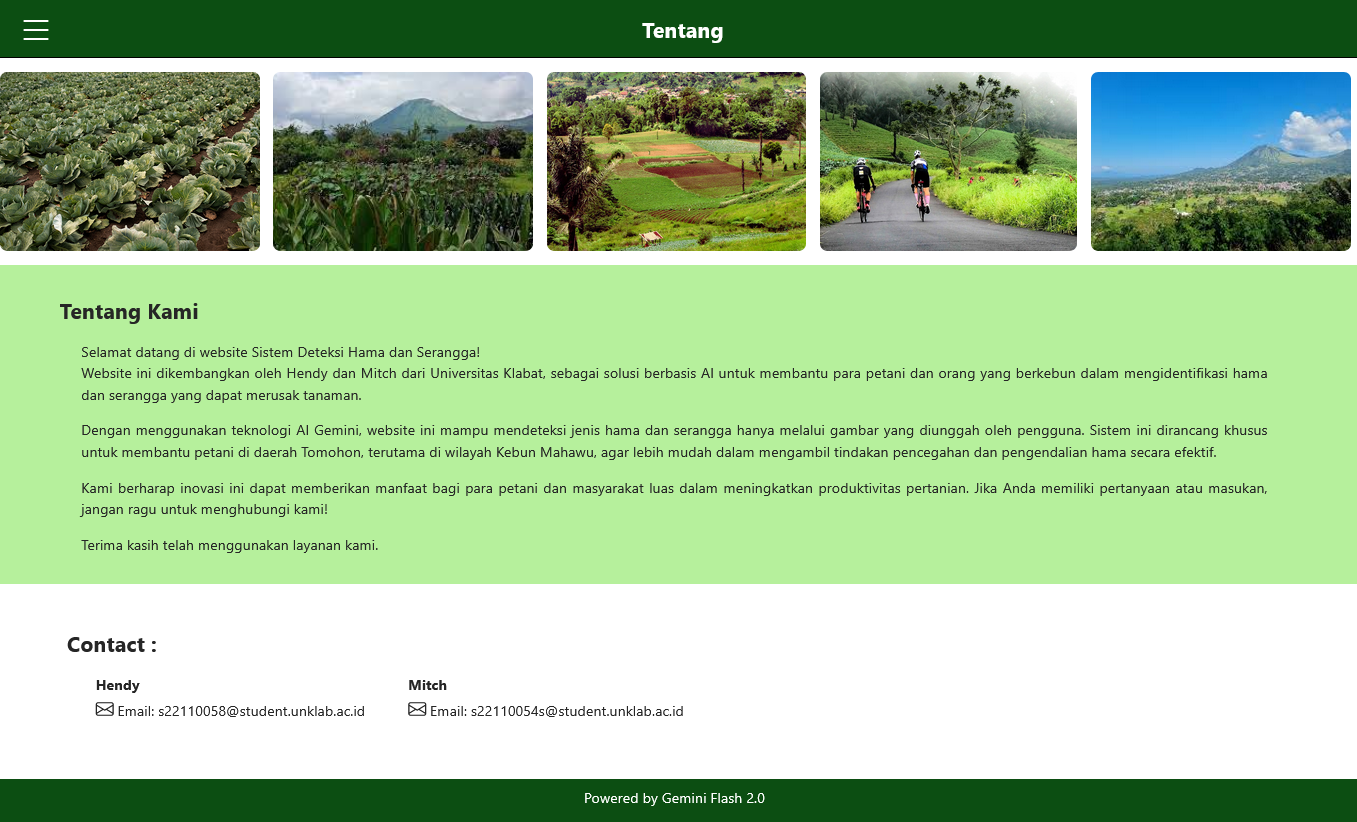 Tentang
Tentang Kami
Selamat datang di website Sistem Deteksi Hama dan Serangga!
Website ini dikembangkan oleh Hendy dan Mitch dari Universitas Klabat, sebagai solusi berbasis AI untuk membantu para petani dan orang yang berkebun dalam mengidentifikasi hama
dan serangga yang dapat merusak tanaman.
Dengan menggunakan teknologi AI Gemini, website ini mampu mendeteksi jenis hama dan serangga hanya melalui gambar yang diunggah oleh pengguna. Sistem ini dirancang khusus
untuk membantu petani di daerah Tomohon, terutama di wilayah Kebun Mahawu, agar lebih mudah dalam mengambil tindakan pencegahan dan pengendalian hama secara efektif.
Kami berharap inovasi ini dapat memberikan manfaat bagi para petani dan masyarakat luas dalam meningkatkan produktivitas pertanian. Jika Anda memiliki pertanyaan atau masukan,
jangan ragu untuk menghubungi kami!
Terima kasih telah menggunakan layanan kami.
Contact :
Hendy
Email: s22110058@student.unklab.ac.id
Mitch
Email: s22110054s@student.unklab.ac.id
Powered by Gemini Flash 2.0